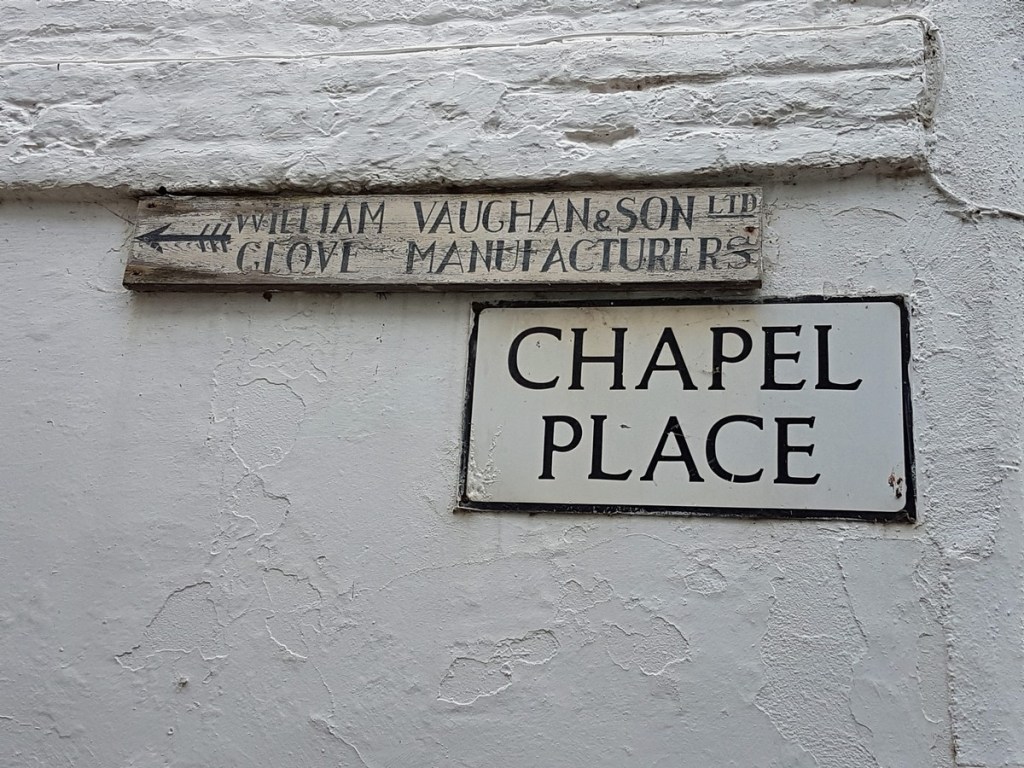 WILLIAM VAUGHAN & SON LTD
GLOVE MANUFACTURERS
CHAPEL
PLACE